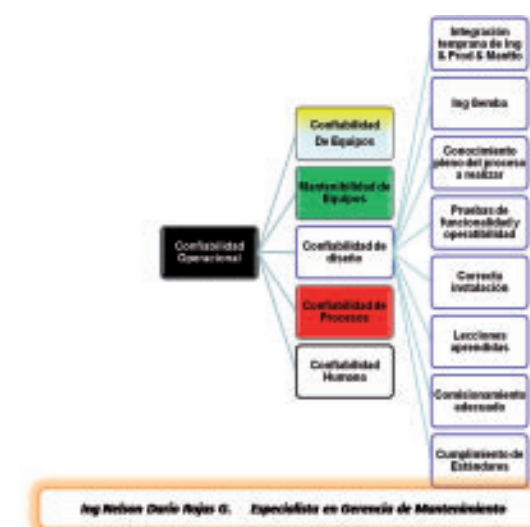 Integración
temprana de Ing
& Prod & Mantto
Ing Gemba
Confiabilidad
De Equipos
Conocimiento
pleno del proceso
a realizar
Mantenibilidad de
Equipos
Pruebas de
funcionalidad y
operatibilidad
Confiabilidad
Operacional
Confiabilidad de
diseño
Correcta
instalación
Confiabilidad de
Procesos
Lecciones
aprendidas
Confiabilidad
Humana
Comisionamiento
adecuado
Cumplimiento de
Estándares
Ing Nelson Darío Rojas G. Especialista en Gerencia de Mantenimiento